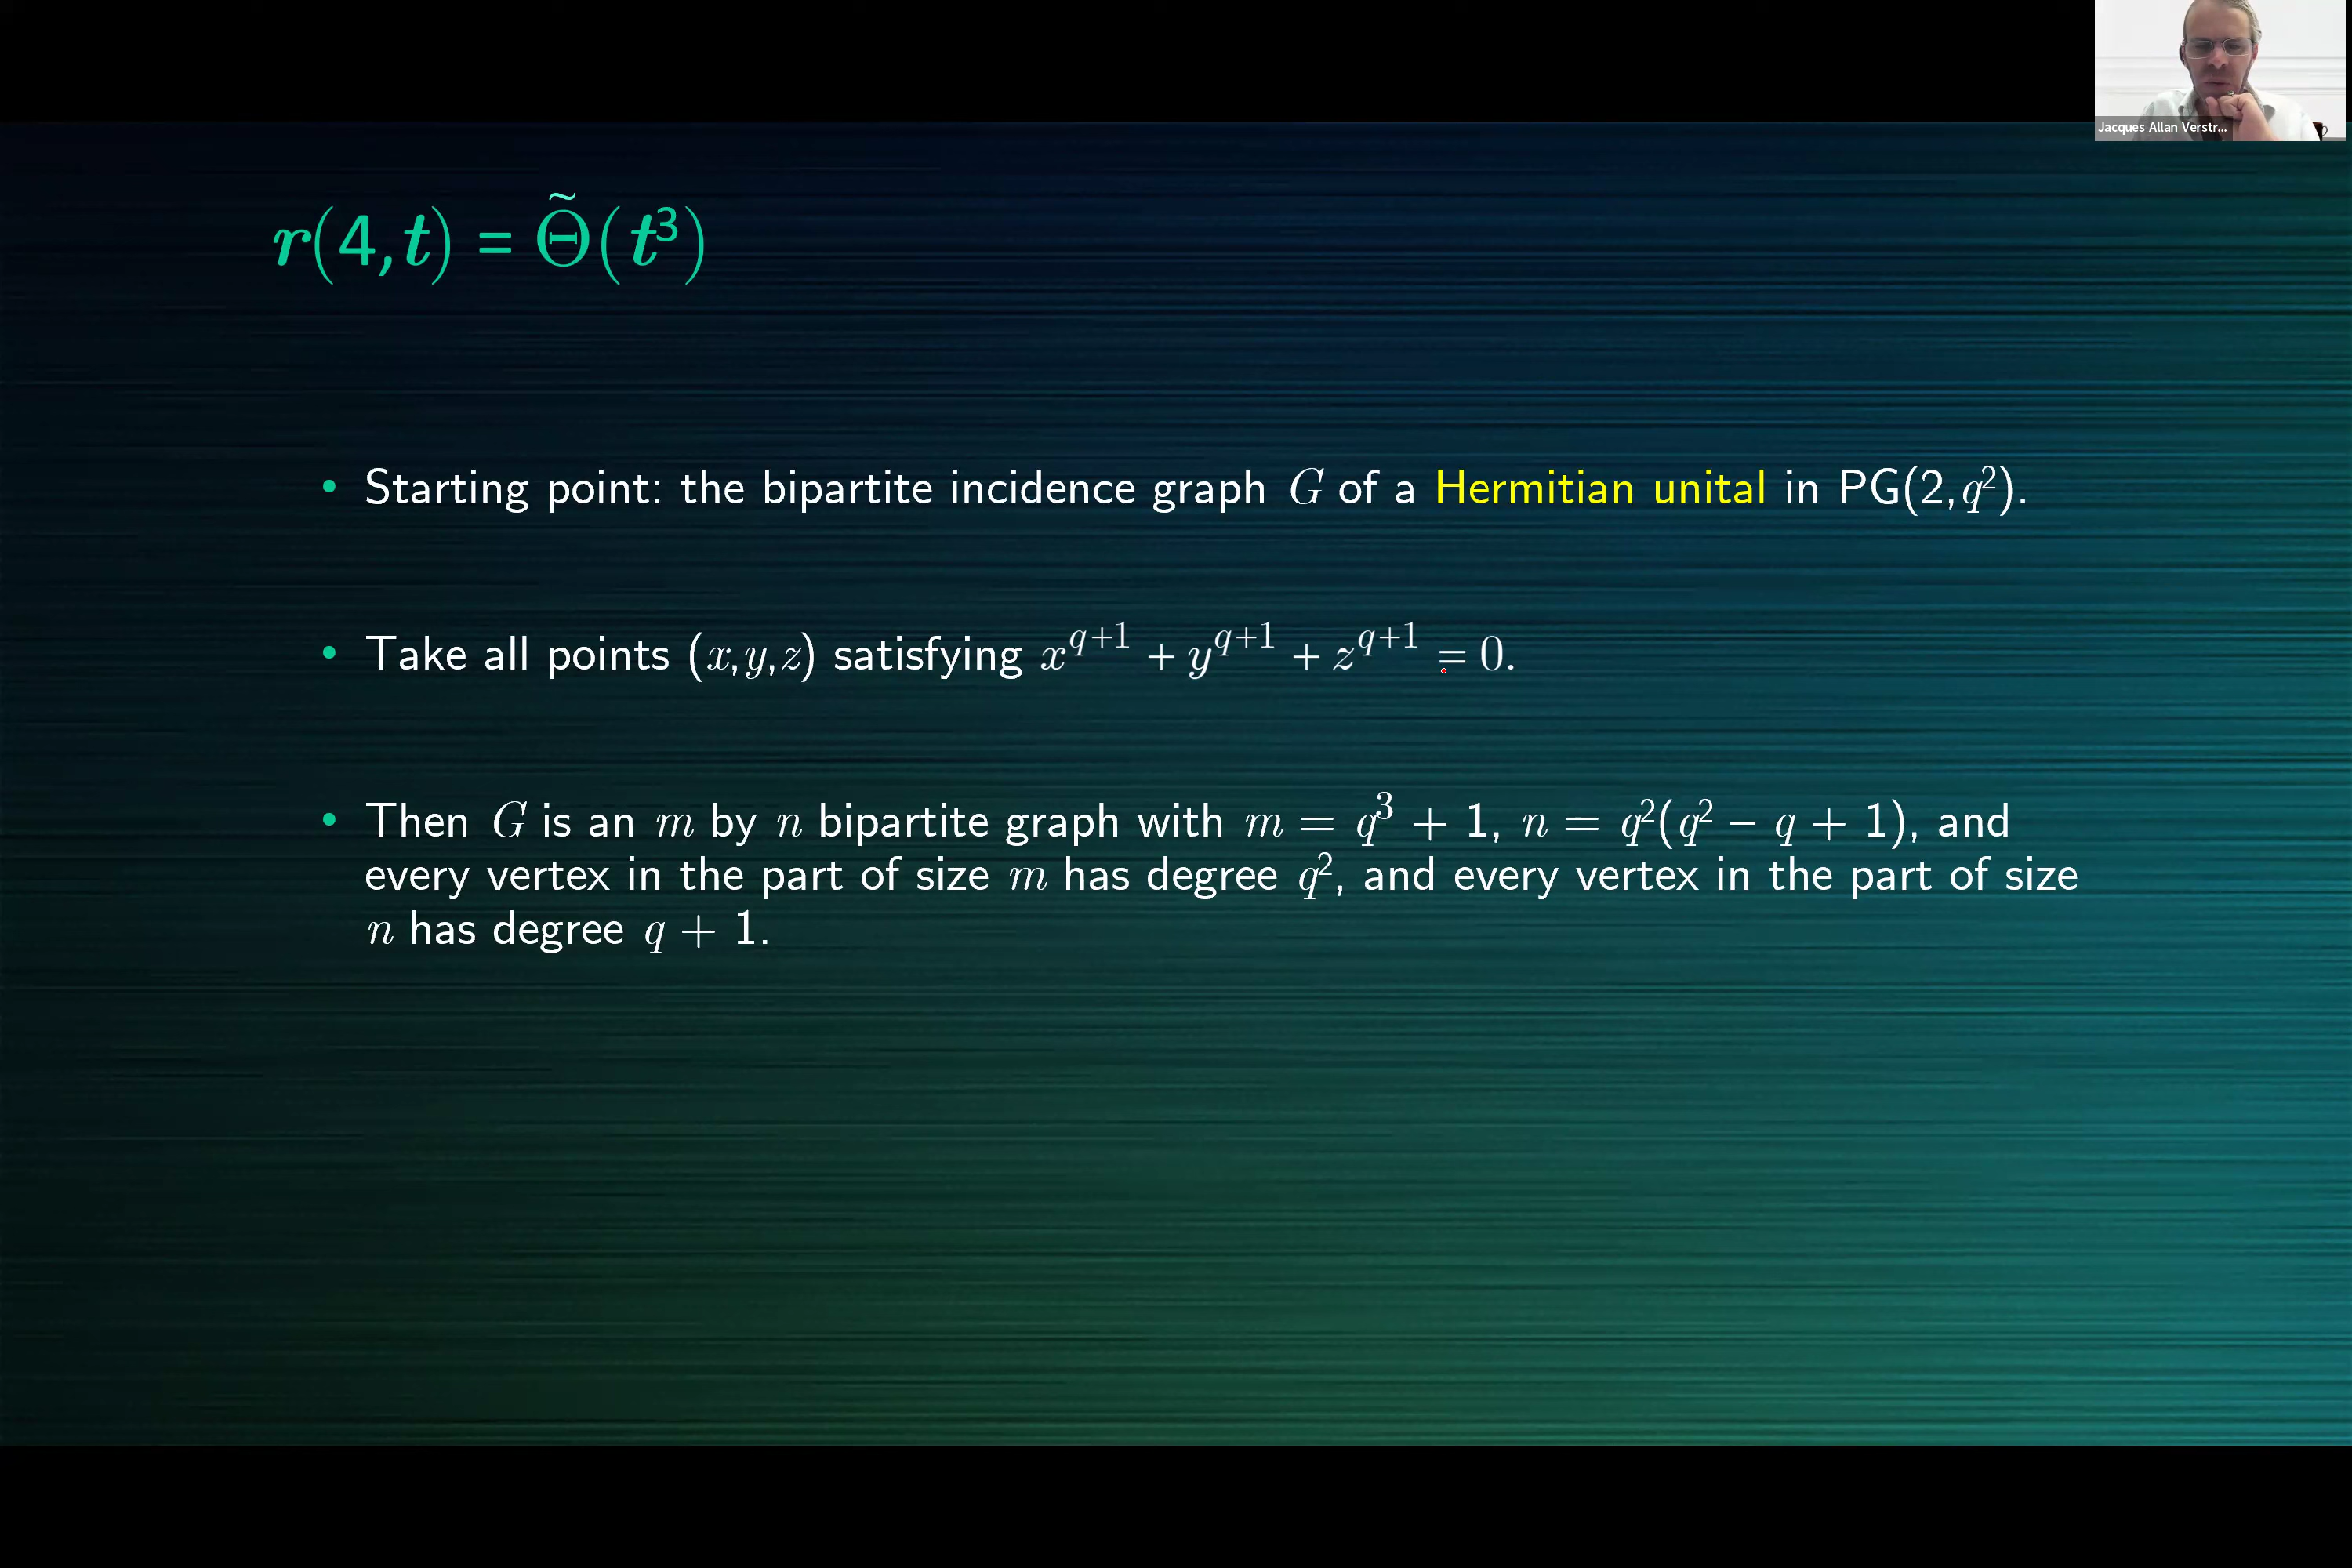 Jacques Allan Verstr...
r(4,t) = Θ̃(t³)
• Starting point: the bipartite incidence graph G of a Hermitian unital in PG(2,q²).
• Take all points (x,y,z) satisfying x^{q+1} + y^{q+1} + z^{q+1} = 0.
• Then G is an m by n bipartite graph with m = q³ + 1, n = q²(q² – q + 1), and
every vertex in the part of size m has degree q², and every vertex in the part of size
n has degree q + 1.